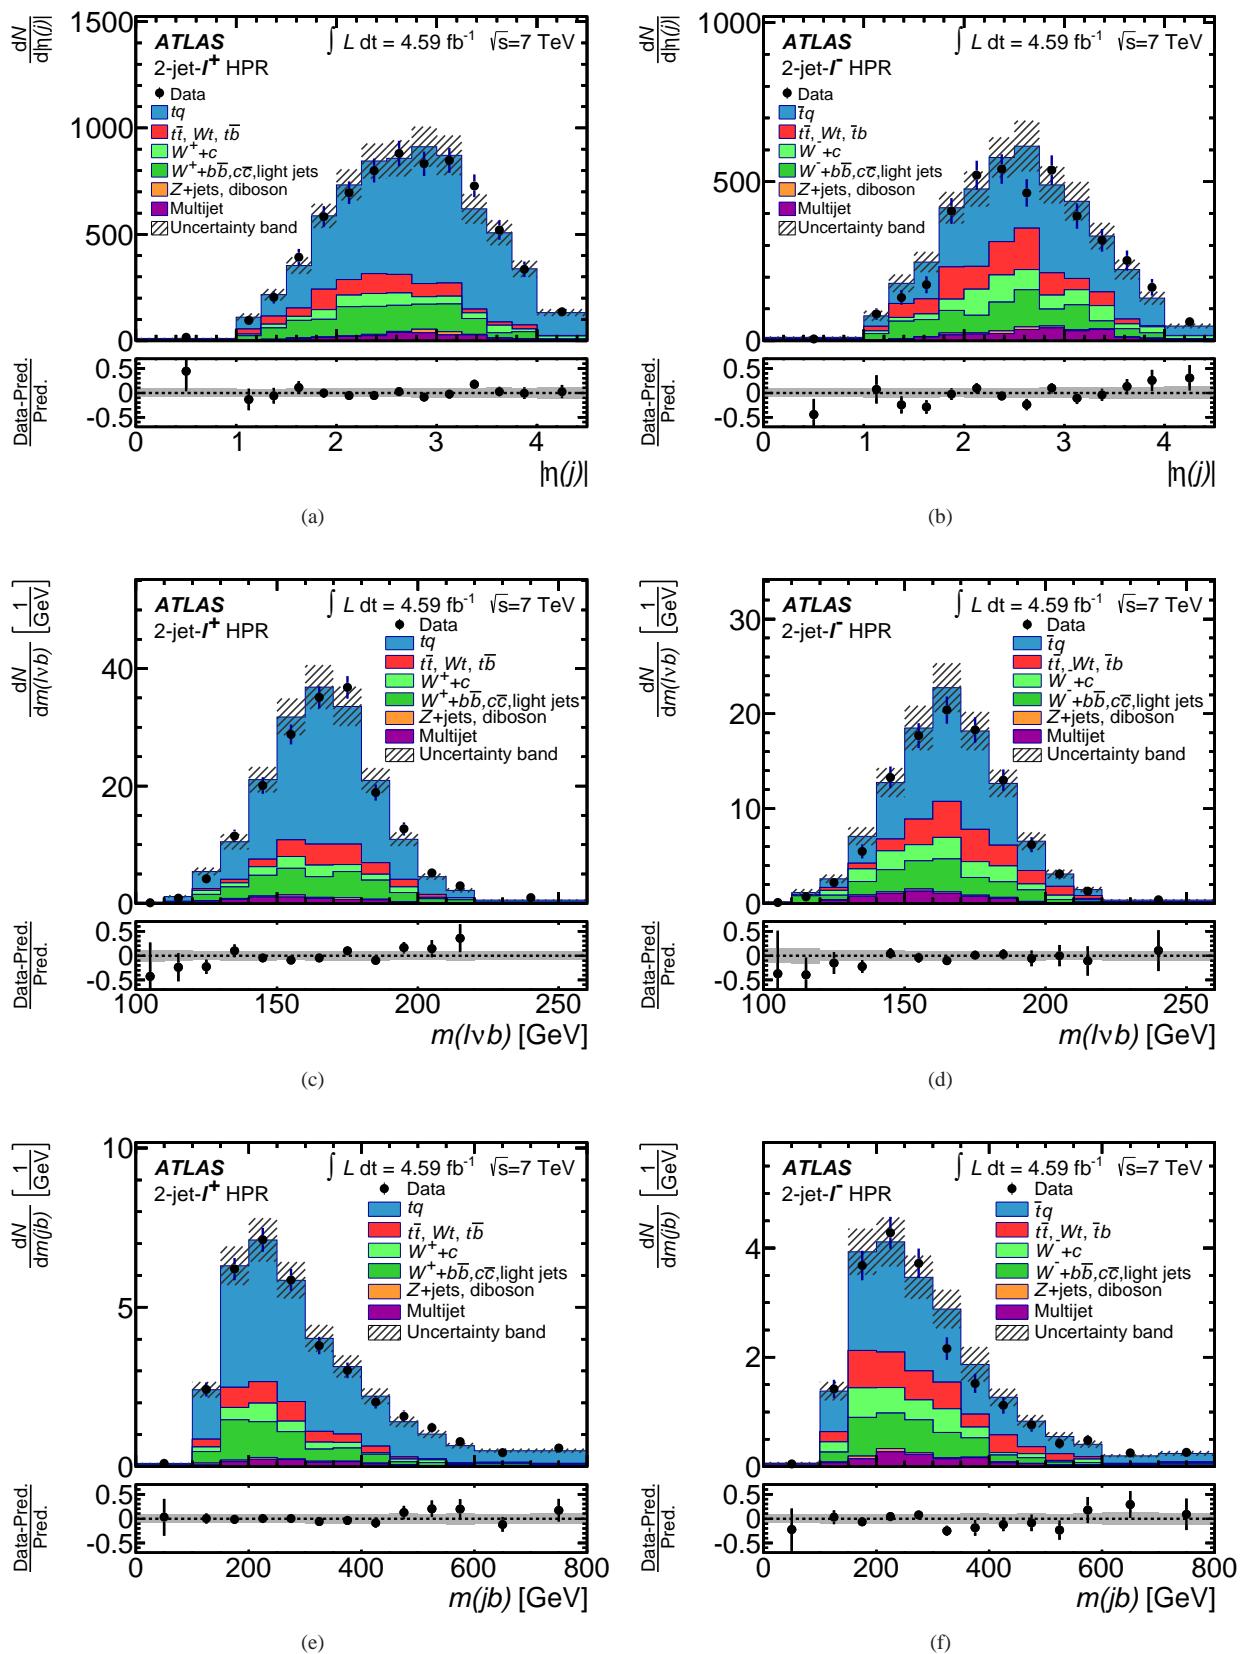 dN
d|η(j)|
1500
1000
500
0
ATLAS
∫ L dt = 4.59 fb⁻¹ √s=7 TeV
2-jet-l⁺ HPR
Data
tq
tt̄, Wt, tb̄
W⁺+c
W⁺+bb̄,cc̄,light jets
Z+jets, diboson
Multijet
Uncertainty band
Data-Pred.
Pred.
0.5
0
-0.5
0 1 2 3 4
|η(j)|
(a)
dN
d|η(j)|
1000
500
0
ATLAS
∫ L dt = 4.59 fb⁻¹ √s=7 TeV
2-jet-l⁻ HPR
Data
t̄q
tt̄, Wt, t̄b
W⁻+c
W⁻+bb̄,cc̄,light jets
Z+jets, diboson
Multijet
Uncertainty band
Data-Pred.
Pred.
0.5
0
-0.5
0 1 2 3 4
|η(j)|
(b)
dN
dm(lνb)
[1/GeV]
40
20
0
ATLAS
∫ L dt = 4.59 fb⁻¹ √s=7 TeV
2-jet-l⁺ HPR
Data
tq
tt̄, Wt, tb̄
W⁺+c
W⁺+bb̄,cc̄,light jets
Z+jets, diboson
Multijet
Uncertainty band
Data-Pred.
Pred.
0.5
0
-0.5
100 150 200 250
m(lνb) [GeV]
(c)
dN
dm(lνb)
[1/GeV]
30
20
10
0
ATLAS
∫ L dt = 4.59 fb⁻¹ √s=7 TeV
2-jet-l⁻ HPR
Data
t̄q
tt̄, Wt, t̄b
W⁻+c
W⁻+bb̄,cc̄,light jets
Z+jets, diboson
Multijet
Uncertainty band
Data-Pred.
Pred.
0.5
0
-0.5
100 150 200 250
m(lνb) [GeV]
(d)
dN
dm(jb)
[1/GeV]
10
5
0
ATLAS
∫ L dt = 4.59 fb⁻¹ √s=7 TeV
2-jet-l⁺ HPR
Data
tq
tt̄, Wt, tb̄
W⁺+c
W⁺+bb̄,cc̄,light jets
Z+jets, diboson
Multijet
Uncertainty band
Data-Pred.
Pred.
0.5
0
-0.5
0 200 400 600 800
m(jb) [GeV]
(e)
dN
dm(jb)
[1/GeV]
4
2
0
ATLAS
∫ L dt = 4.59 fb⁻¹ √s=7 TeV
2-jet-l⁻ HPR
Data
t̄q
tt̄, Wt, t̄b
W⁻+c
W⁻+bb̄,cc̄,light jets
Z+jets, diboson
Multijet
Uncertainty band
Data-Pred.
Pred.
0.5
0
-0.5
0 200 400 600 800
m(jb) [GeV]
(f)